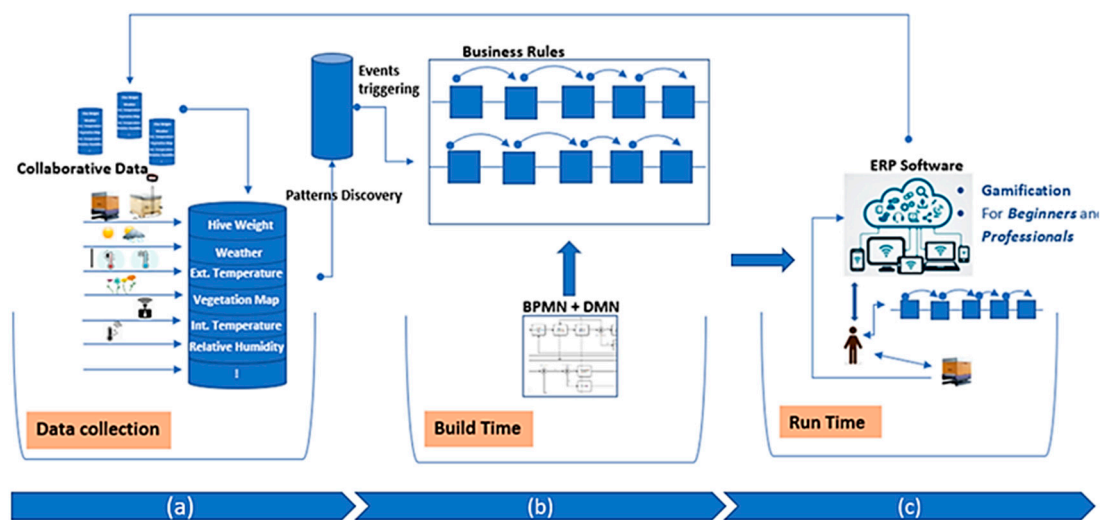 Business Rules
Events
triggering
Collaborative Data
Patterns Discovery
Hive Weight
Weather
Ext. Temperature
Vegetation Map
Int. Temperature
Relative Humidity
BPMN + DMN
ERP Software
Gamification
For Beginners and
Professionals
Data collection
Build Time
Run Time
(a)
(b)
(c)